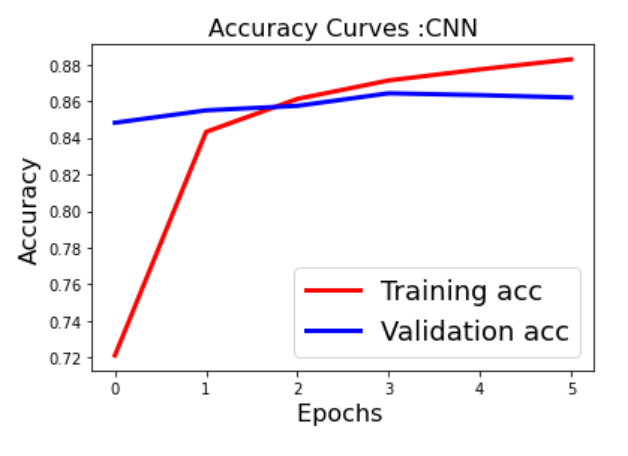 Accuracy Curves :CNN
Accuracy
0.88
0.86
0.84
0.82
0.80
0.78
0.76
0.74
0.72
Training acc
Validation acc
0 1 2 3 4 5
Epochs